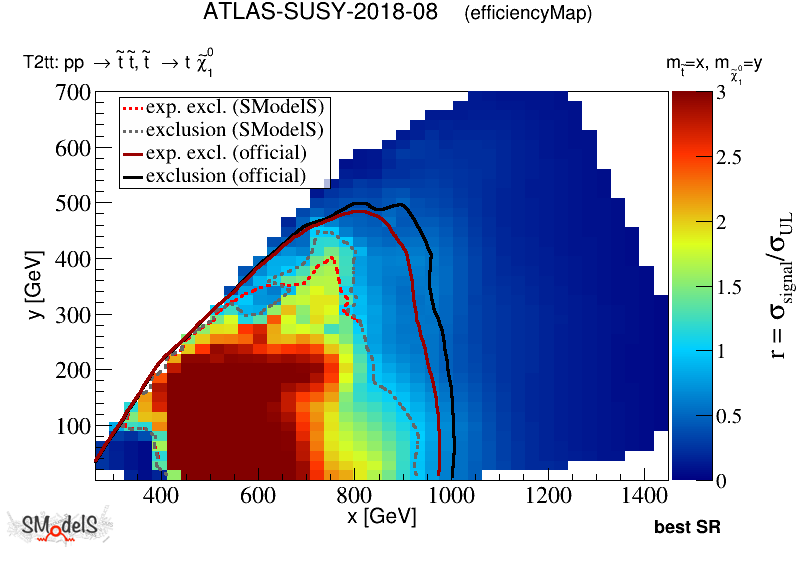 ATLAS-SUSY-2018-08 (efficiencyMap)
T2tt: pp → t̃ t̃, t̃ → t χ̃⁰₁
m_t̃=x, m_χ̃⁰₁=y
exp. excl. (SModelS)
exclusion (SModelS)
exp. excl. (official)
exclusion (official)
700
600
500
400
300
200
100
y [GeV]
400 600 800 1000 1200 1400
x [GeV]
3
2.5
2
1.5
1
0.5
0
r = σ_signal/σ_UL
best SR
SModelS